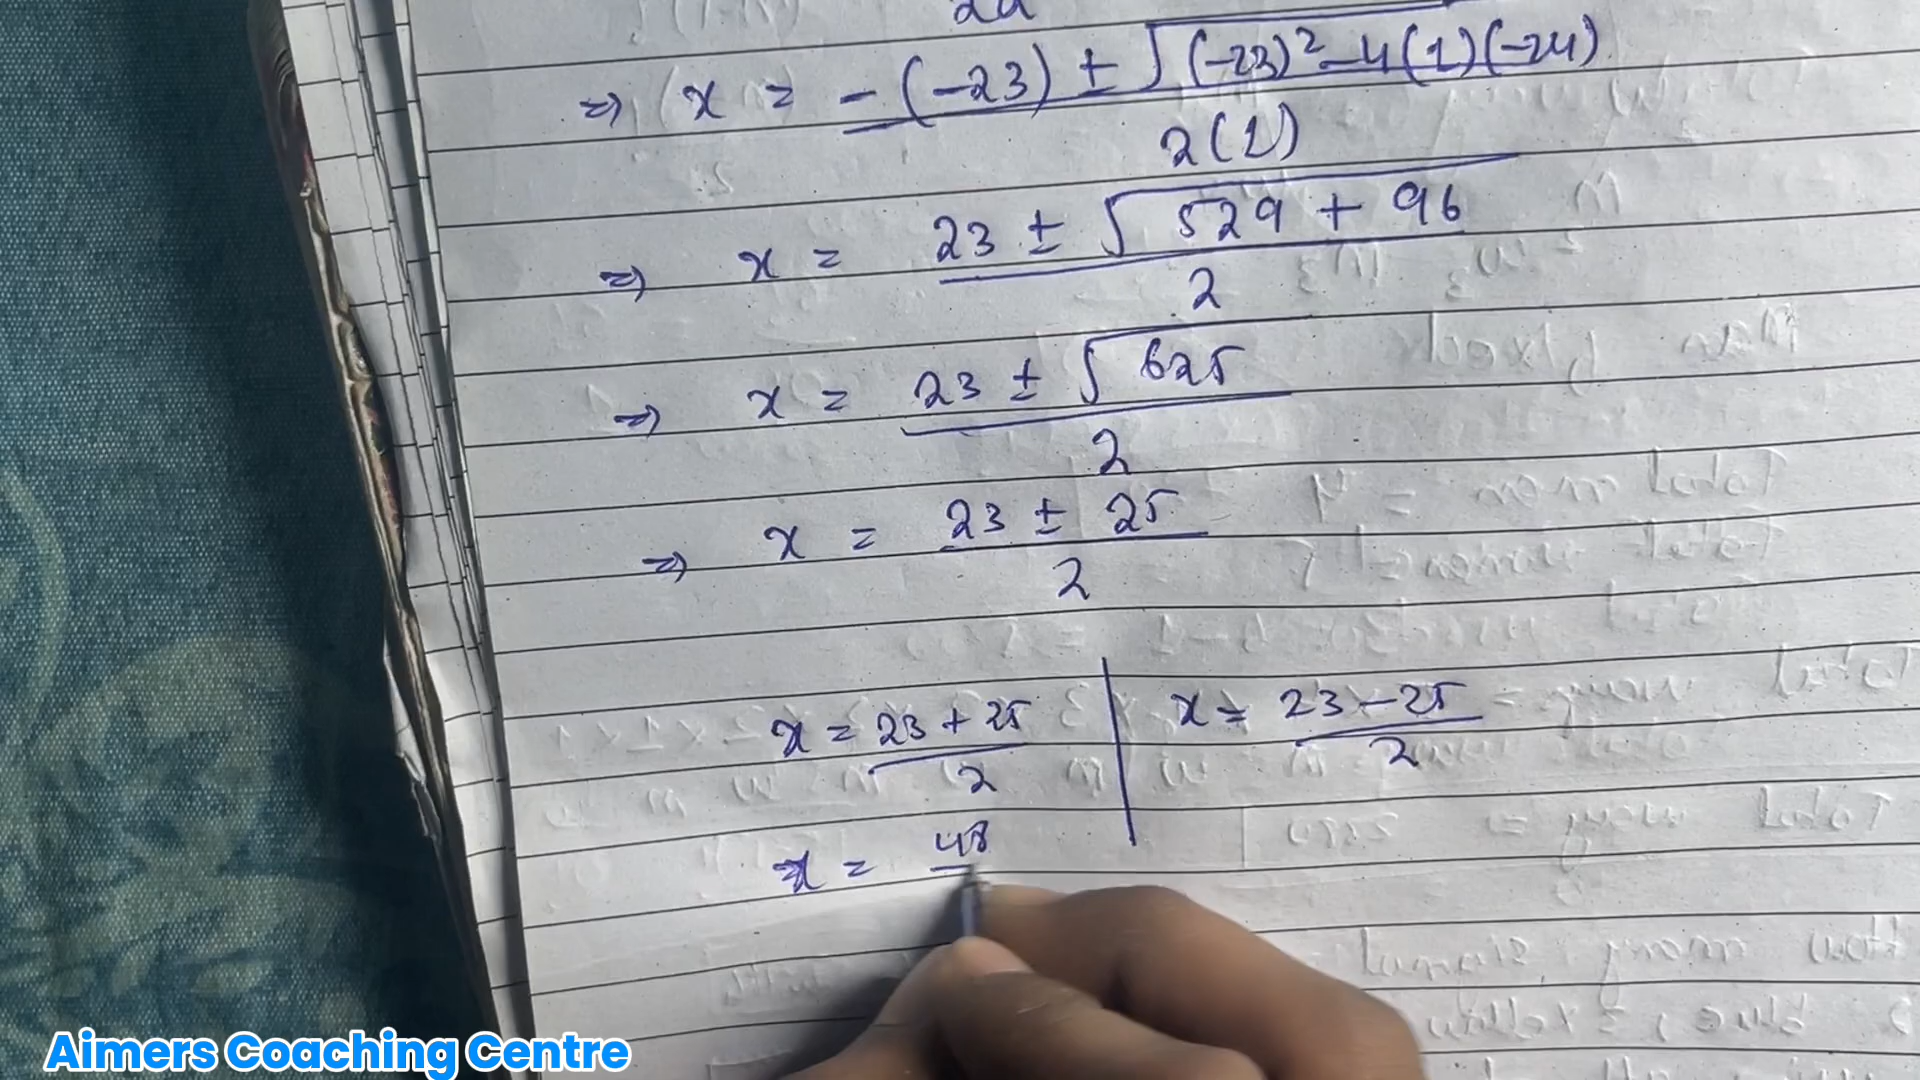 2a
⇒ x = -(-23) ± √(-23)² - 4(1)(-24)
2(1)
⇒ x = 23 ± √529 + 96
2
⇒ x = 23 ± √625
2
⇒ x = 23 ± 25
2
x = 23 + 25 x = 23 - 25
2 2
x = 48
Aimers Coaching Centre